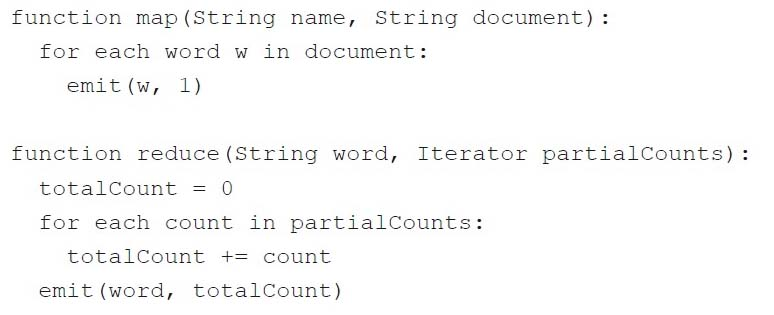 function map(String name, String document):
  for each word w in document:
    emit(w, 1)

function reduce(String word, Iterator partialCounts):
  totalCount = 0
  for each count in partialCounts:
    totalCount += count
  emit(word, totalCount)